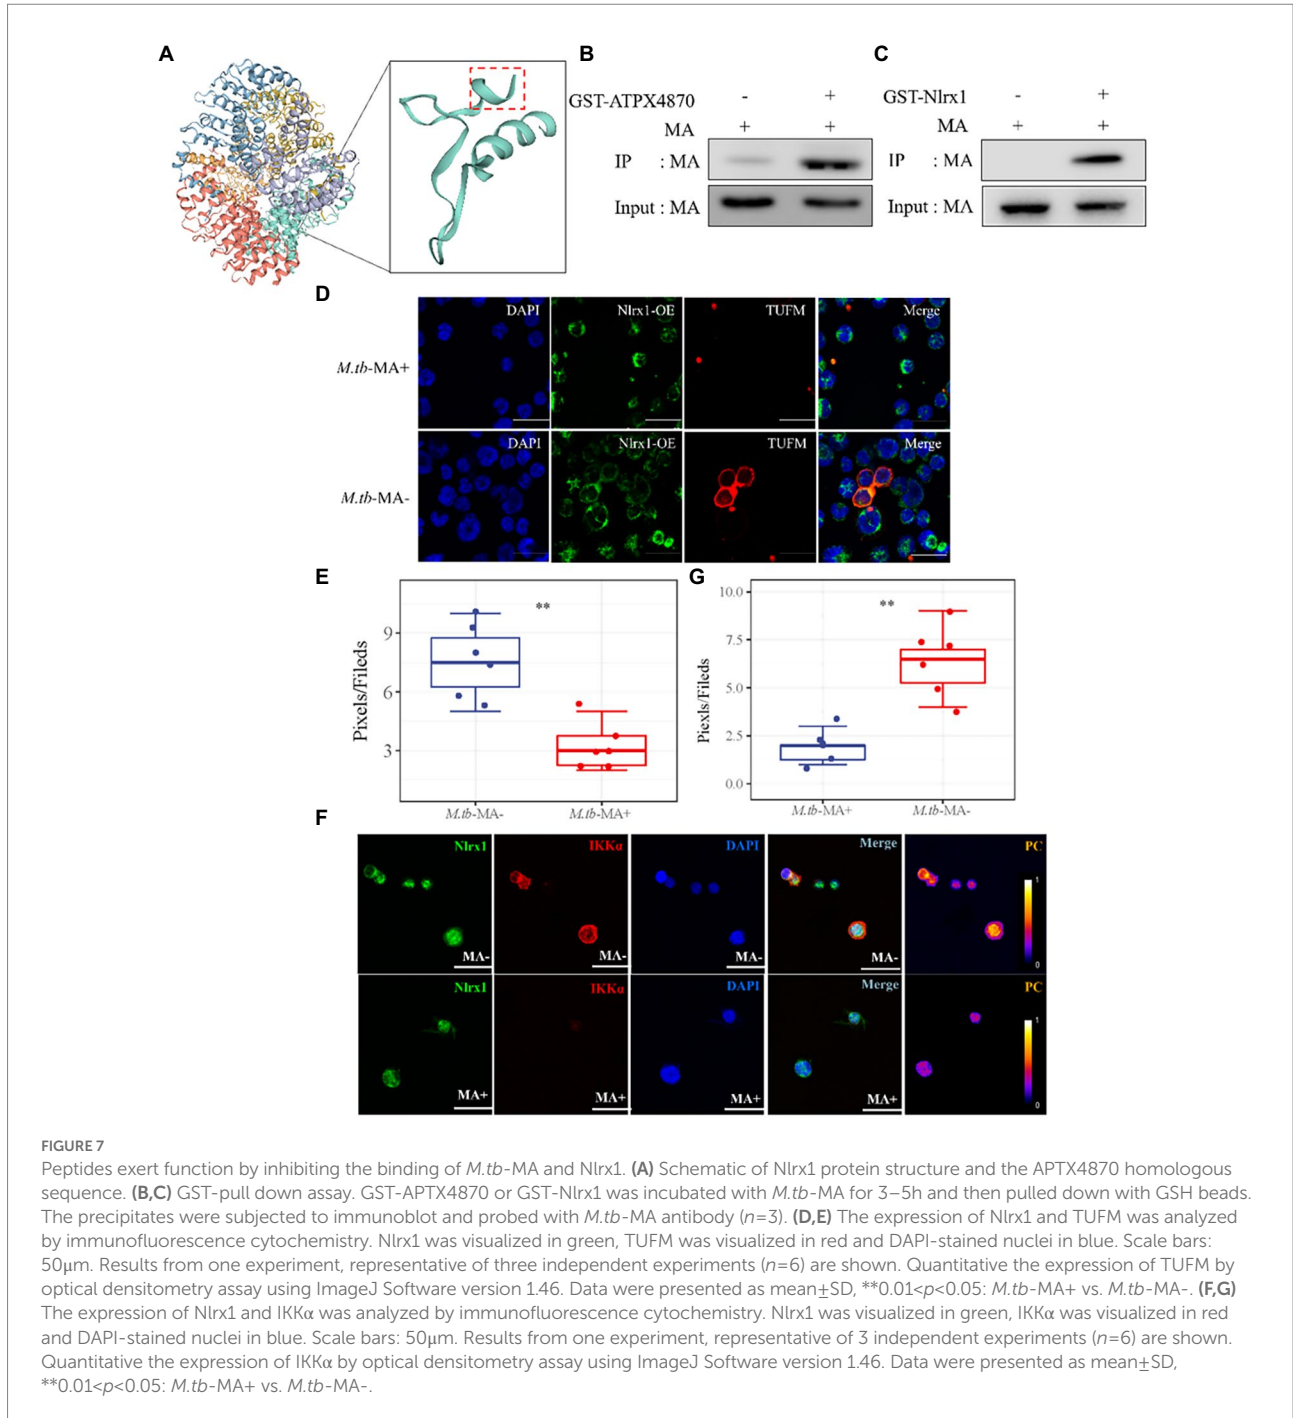 A
B
GST-ATPX4870 - +
MA + +
IP : MA
Input : MA
C
GST-Nlrx1 - +
MA + +
IP : MA
Input : MA
D
DAPI Nlrx1-OE TUFM Merge
M.tb-MA+
DAPI Nlrx1-OE TUFM Merge
M.tb-MA-
E
**
Pixels/Fileds
9
6
3
M.tb-MA- M.tb-MA+
G
**
Piexls/Fileds
10.0
7.5
5.0
2.5
0.0
M.tb-MA+ M.tb-MA-
F
Nlrx1 IKKα DAPI Merge PC
1
0
MA- MA- MA- MA-
Nlrx1 IKKα DAPI Merge PC
1
0
MA+ MA+ MA+ MA+
FIGURE 7
Peptides exert function by inhibiting the binding of M.tb-MA and Nlrx1. (A) Schematic of Nlrx1 protein structure and the APTX4870 homologous
sequence. (B,C) GST-pull down assay. GST-APTX4870 or GST-Nlrx1 was incubated with M.tb-MA for 3–5h and then pulled down with GSH beads.
The precipitates were subjected to immunoblot and probed with M.tb-MA antibody (n=3). (D,E) The expression of Nlrx1 and TUFM was analyzed
by immunofluorescence cytochemistry. Nlrx1 was visualized in green, TUFM was visualized in red and DAPI-stained nuclei in blue. Scale bars:
50μm. Results from one experiment, representative of three independent experiments (n=6) are shown. Quantitative the expression of TUFM by
optical densitometry assay using ImageJ Software version 1.46. Data were presented as mean±SD, **0.01<p<0.05: M.tb-MA+ vs. M.tb-MA-. (F,G)
The expression of Nlrx1 and IKKα was analyzed by immunofluorescence cytochemistry. Nlrx1 was visualized in green, IKKα was visualized in red
and DAPI-stained nuclei in blue. Scale bars: 50μm. Results from one experiment, representative of 3 independent experiments (n=6) are shown.
Quantitative the expression of IKKα by optical densitometry assay using ImageJ Software version 1.46. Data were presented as mean±SD,
**0.01<p<0.05: M.tb-MA+ vs. M.tb-MA-.